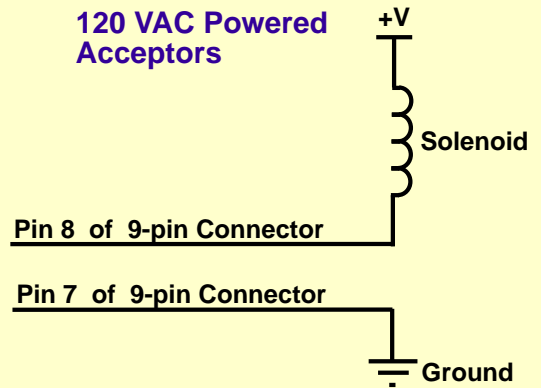 120 VAC Powered
Acceptors
+V
Solenoid
Pin 8 of 9-pin Connector
Pin 7 of 9-pin Connector
Ground